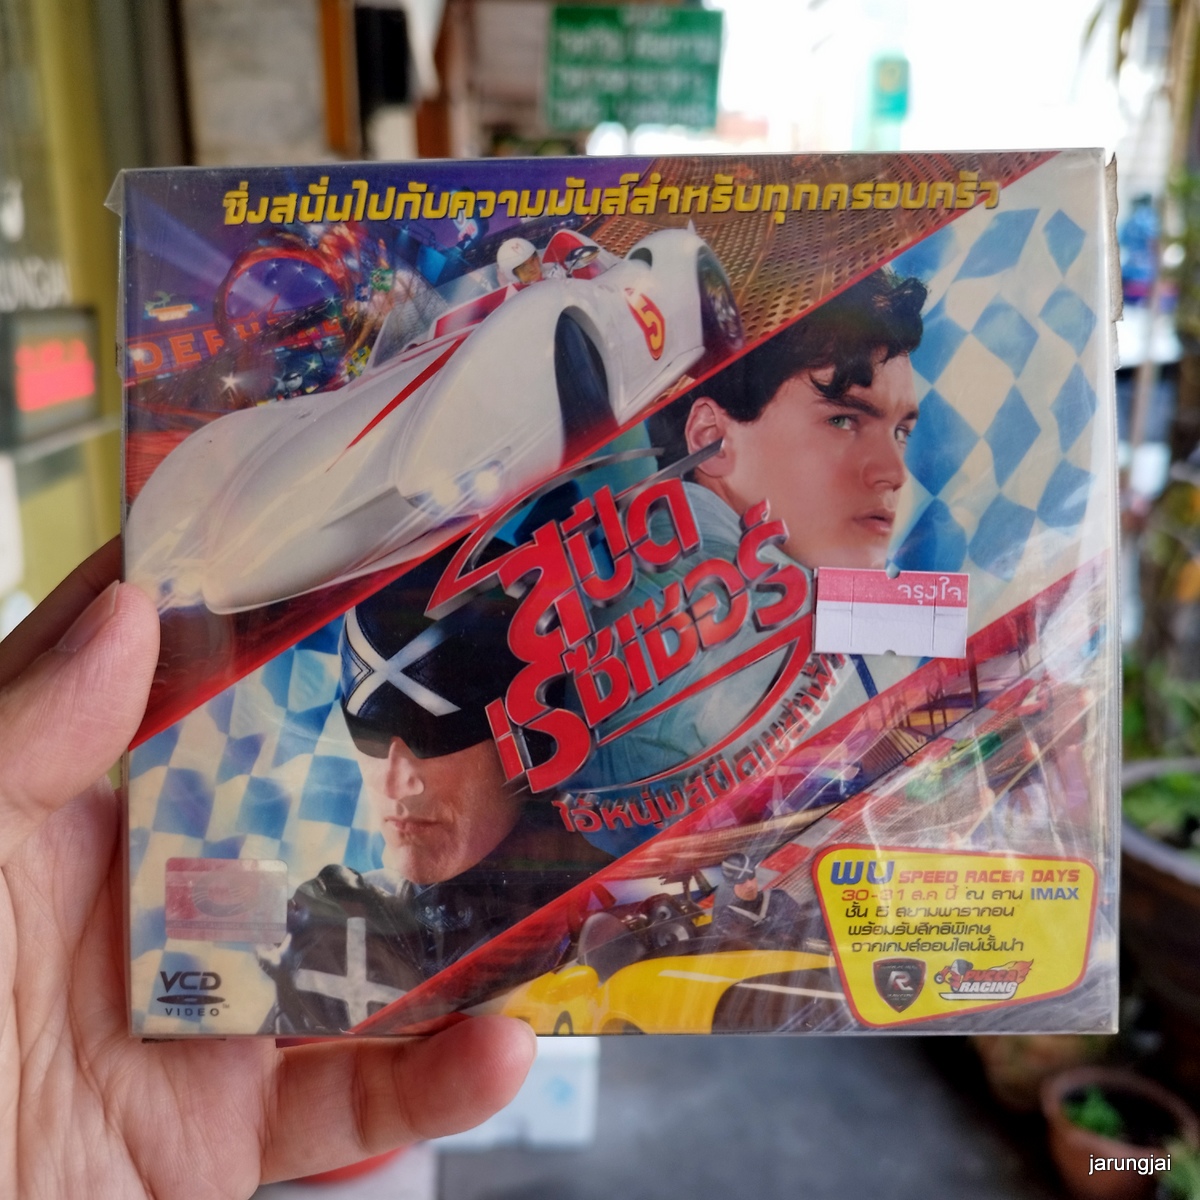 ซิ่งสนั่นไปกับความมันส์สำหรับทุกครอบครัว
5
สปีด
เรซเซอร์
ไอ้หนุ่มสปีดเพชฌฆาต
จรุงใจ
พบ SPEED RACER DAYS
30-31 ส.ค นี้ ณ ลาน IMAX
ชั้น 5 สยามพารากอน
พร้อมรับสิทธิพิเศษ
จากเกมส์ออนไลน์ชั้นนำ
R
RACING
VCD
VIDEO
jarungjai